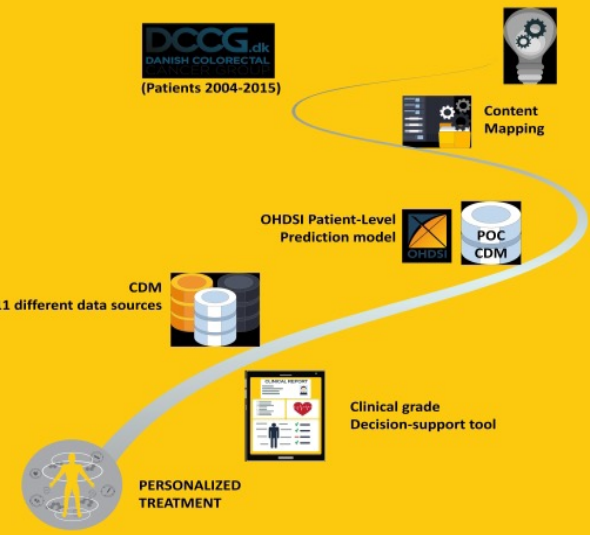 DCCG.dk
DANISH COLORECTAL
CANCER GROUP
(Patients 2004-2015)
Content
Mapping
OHDSI Patient-Level
Prediction model
OHDSI
POC
CDM
CDM
11 different data sources
CLINICAL REPORT
Clinical grade
Decision-support tool
PERSONALIZED
TREATMENT